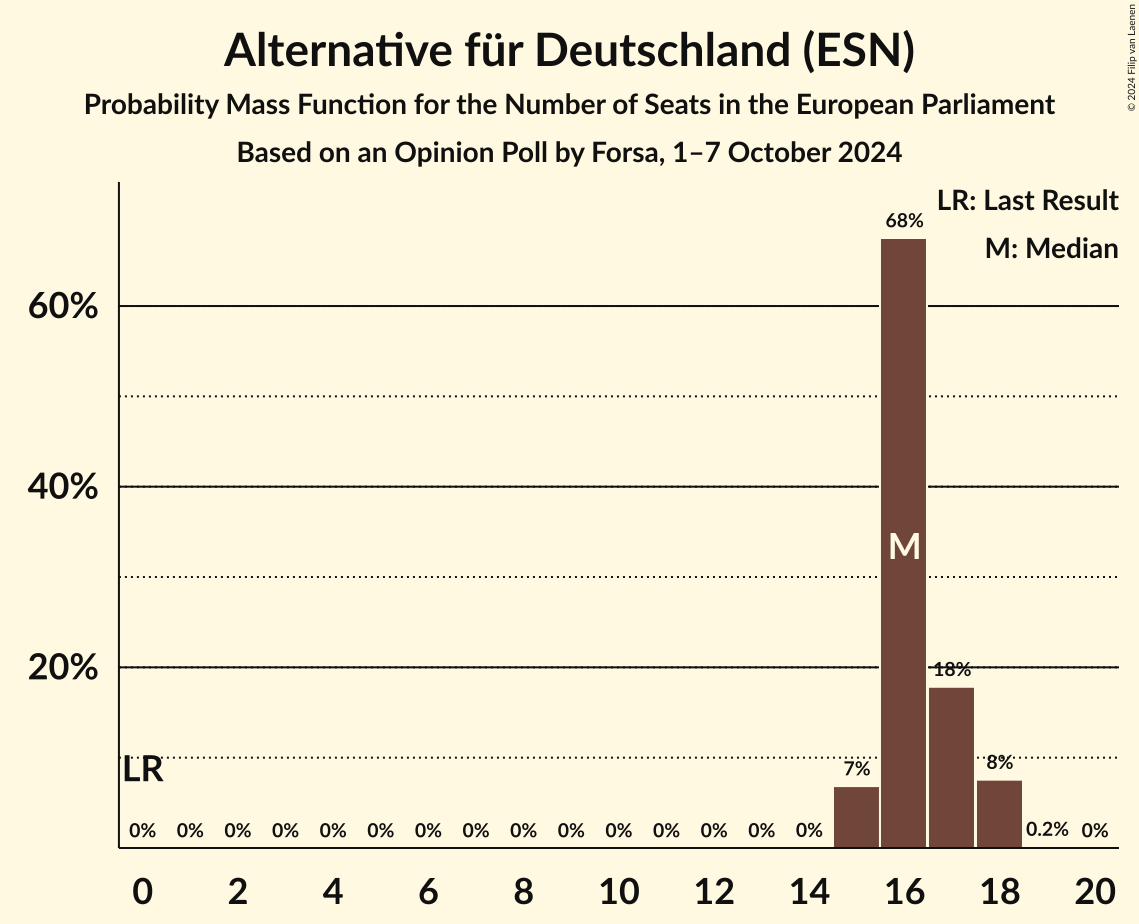 Alternative für Deutschland (ESN)
Probability Mass Function for the Number of Seats in the European Parliament
Based on an Opinion Poll by Forsa, 1–7 October 2024
© 2024 Filip van Laenen
LR: Last Result
M: Median
68%
60%
40%
M
20%
18%
LR
7%
8%
0% 0% 0% 0% 0% 0% 0% 0% 0% 0% 0% 0% 0% 0% 0% 0.2% 0%
0 2 4 6 8 10 12 14 16 18 20